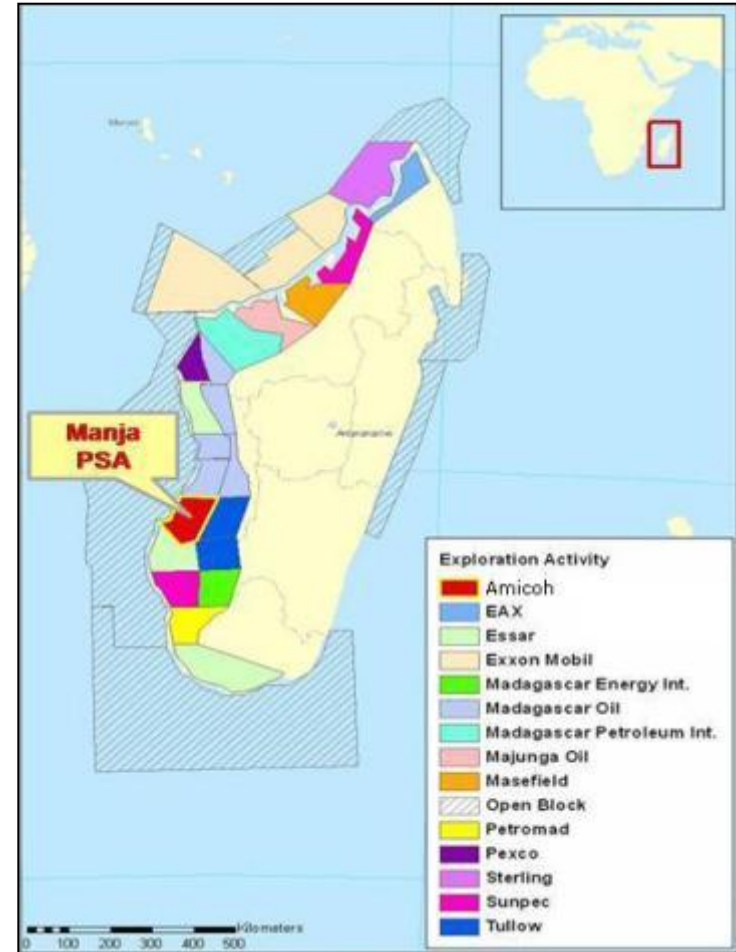 Manja
PSA
Exploration Activity
Amicoh
EAX
Essar
Exxon Mobil
Madagascar Energy Int.
Madagascar Oil
Madagascar Petroleum Int.
Majunga Oil
Masefield
Open Block
Petromad
Pexco
Sterling
Sunpec
Tullow
Kilometers
0 100 200 300 400 500